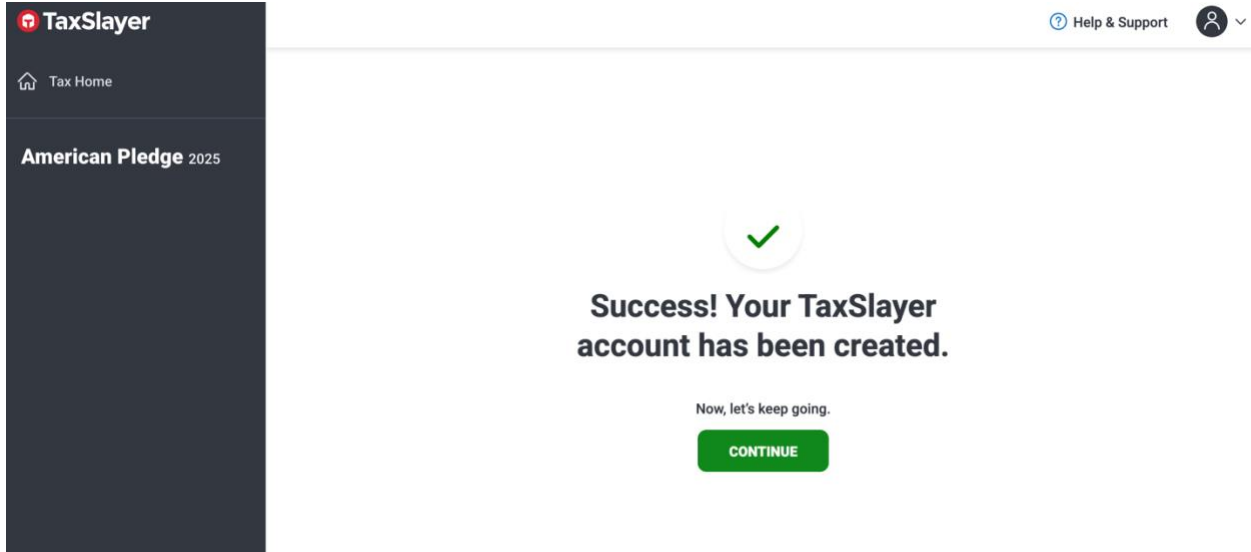 TaxSlayer
Help & Support
Tax Home
American Pledge 2025
Success! Your TaxSlayer
account has been created.
Now, let's keep going.
CONTINUE